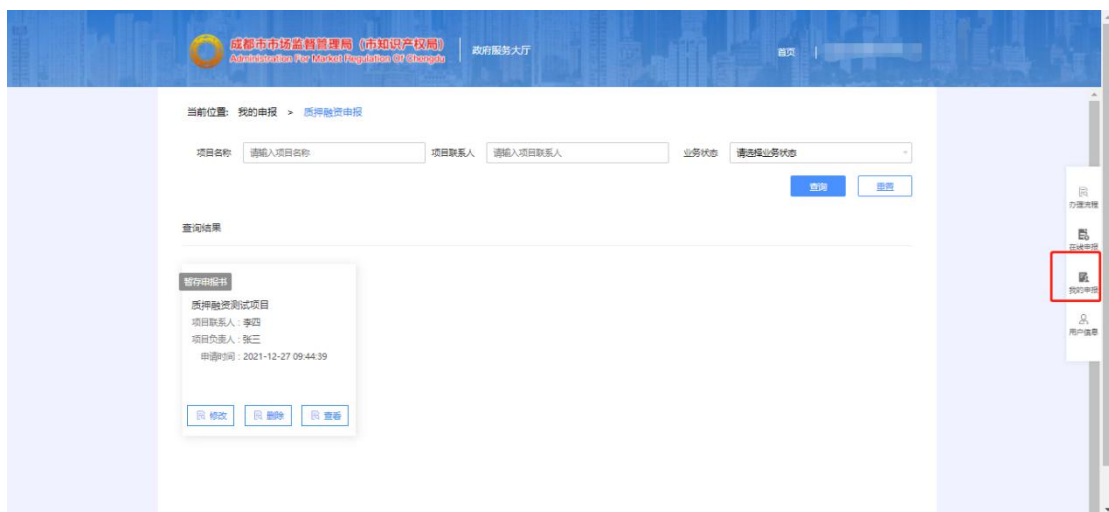 成都市市场监督管理局（市知识产权局）
Administration For Market Regulation Of Chengdu
政府服务大厅
首页 |
当前位置: 我的申报 > 质押融资申报
项目名称 请输入项目名称 项目联系人 请输入项目联系人 业务状态 请选择业务状态
查询 重置
查询结果
暂存申报书
质押融资测试项目
项目联系人 : 李四
项目负责人 : 张三
申请时间 : 2021-12-27 09:44:39
修改 删除 查看
办理流程
在线申报
我的申报
用户信息